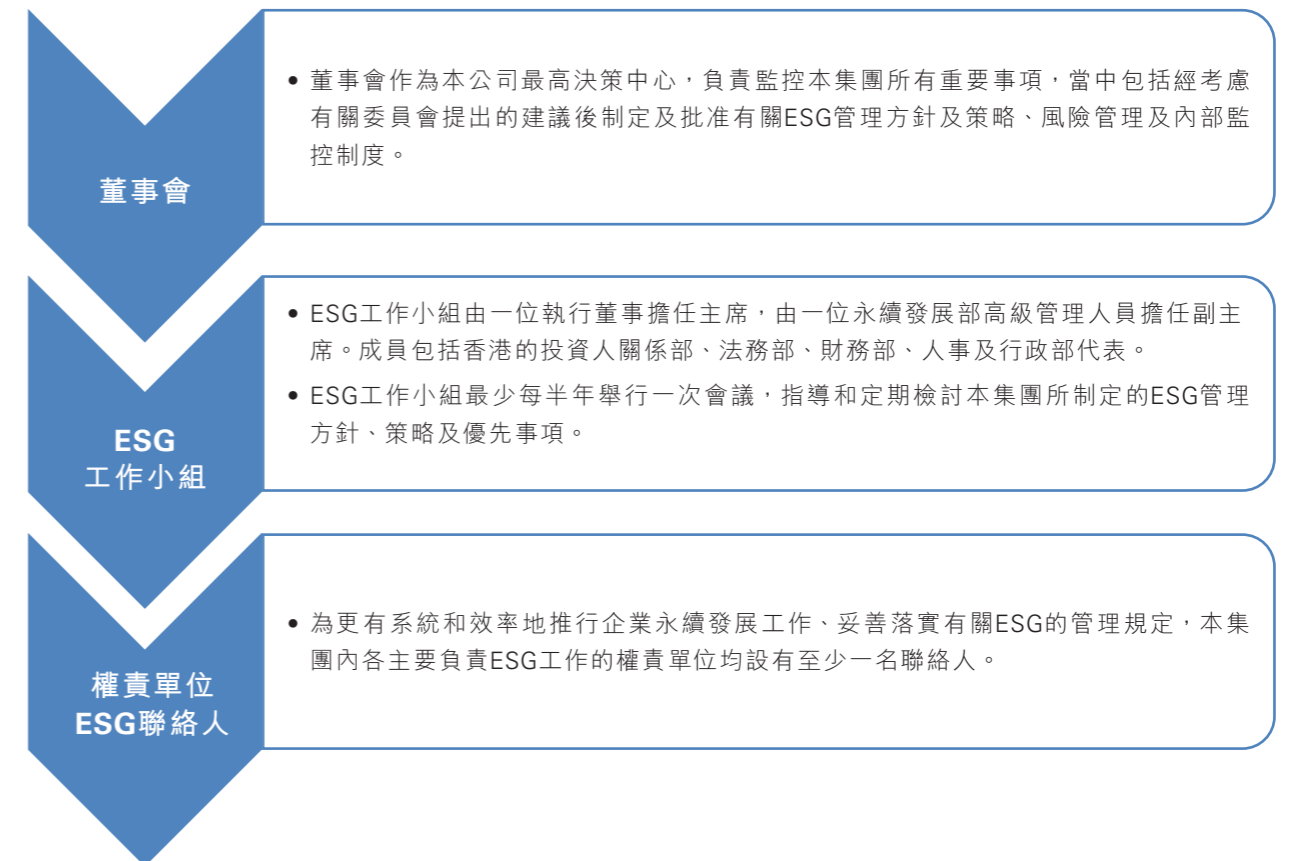 董事會
• 董事會作為本公司最高決策中心，負責監控本集團所有重要事項，當中包括經考慮
有關委員會提出的建議後制定及批准有關ESG管理方針及策略、風險管理及內部監
控制度。
ESG
工作小組
• ESG工作小組由一位執行董事擔任主席，由一位永續發展部高級管理人員擔任副主
席。成員包括香港的投資人關係部、法務部、財務部、人事及行政部代表。
• ESG工作小組最少每半年舉行一次會議，指導和定期檢討本集團所制定的ESG管理
方針、策略及優先事項。
權責單位
ESG聯絡人
• 為更有系統和效率地推行企業永續發展工作、妥善落實有關ESG的管理規定，本集
團內各主要負責ESG工作的權責單位均設有至少一名聯絡人。